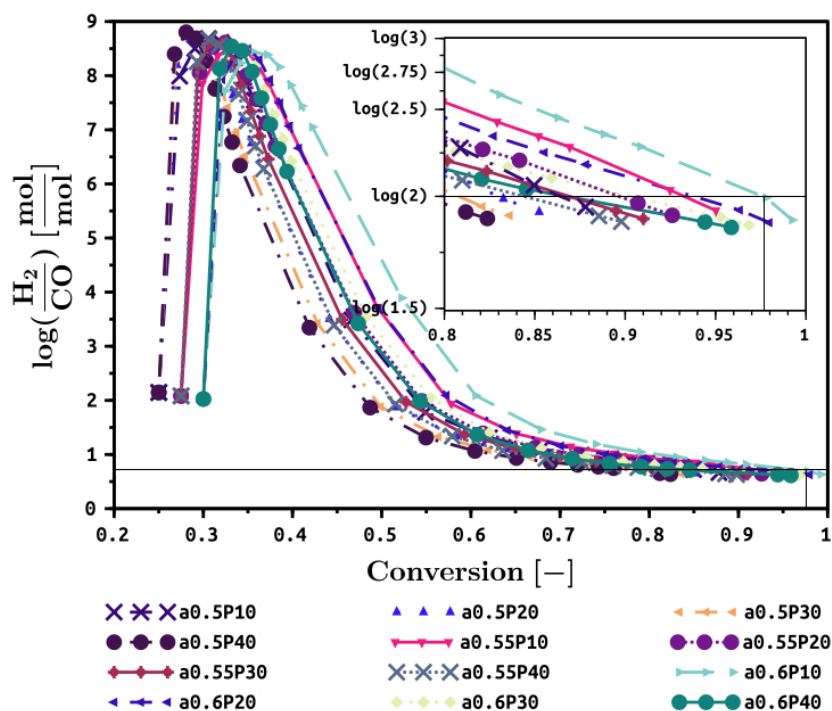 9
8
7
6
5
4
3
2
1
0
log(H₂/CO) [mol/mol]
0.2 0.3 0.4 0.5 0.6 0.7 0.8 0.9 1
Conversion [−]
log(3)
log(2.75)
log(2.5)
log(2)
log(1.5)
0.8 0.85 0.9 0.95 1
a0.5P10 a0.5P20 a0.5P30
a0.5P40 a0.55P10 a0.55P20
a0.55P30 a0.55P40 a0.6P10
a0.6P20 a0.6P30 a0.6P40